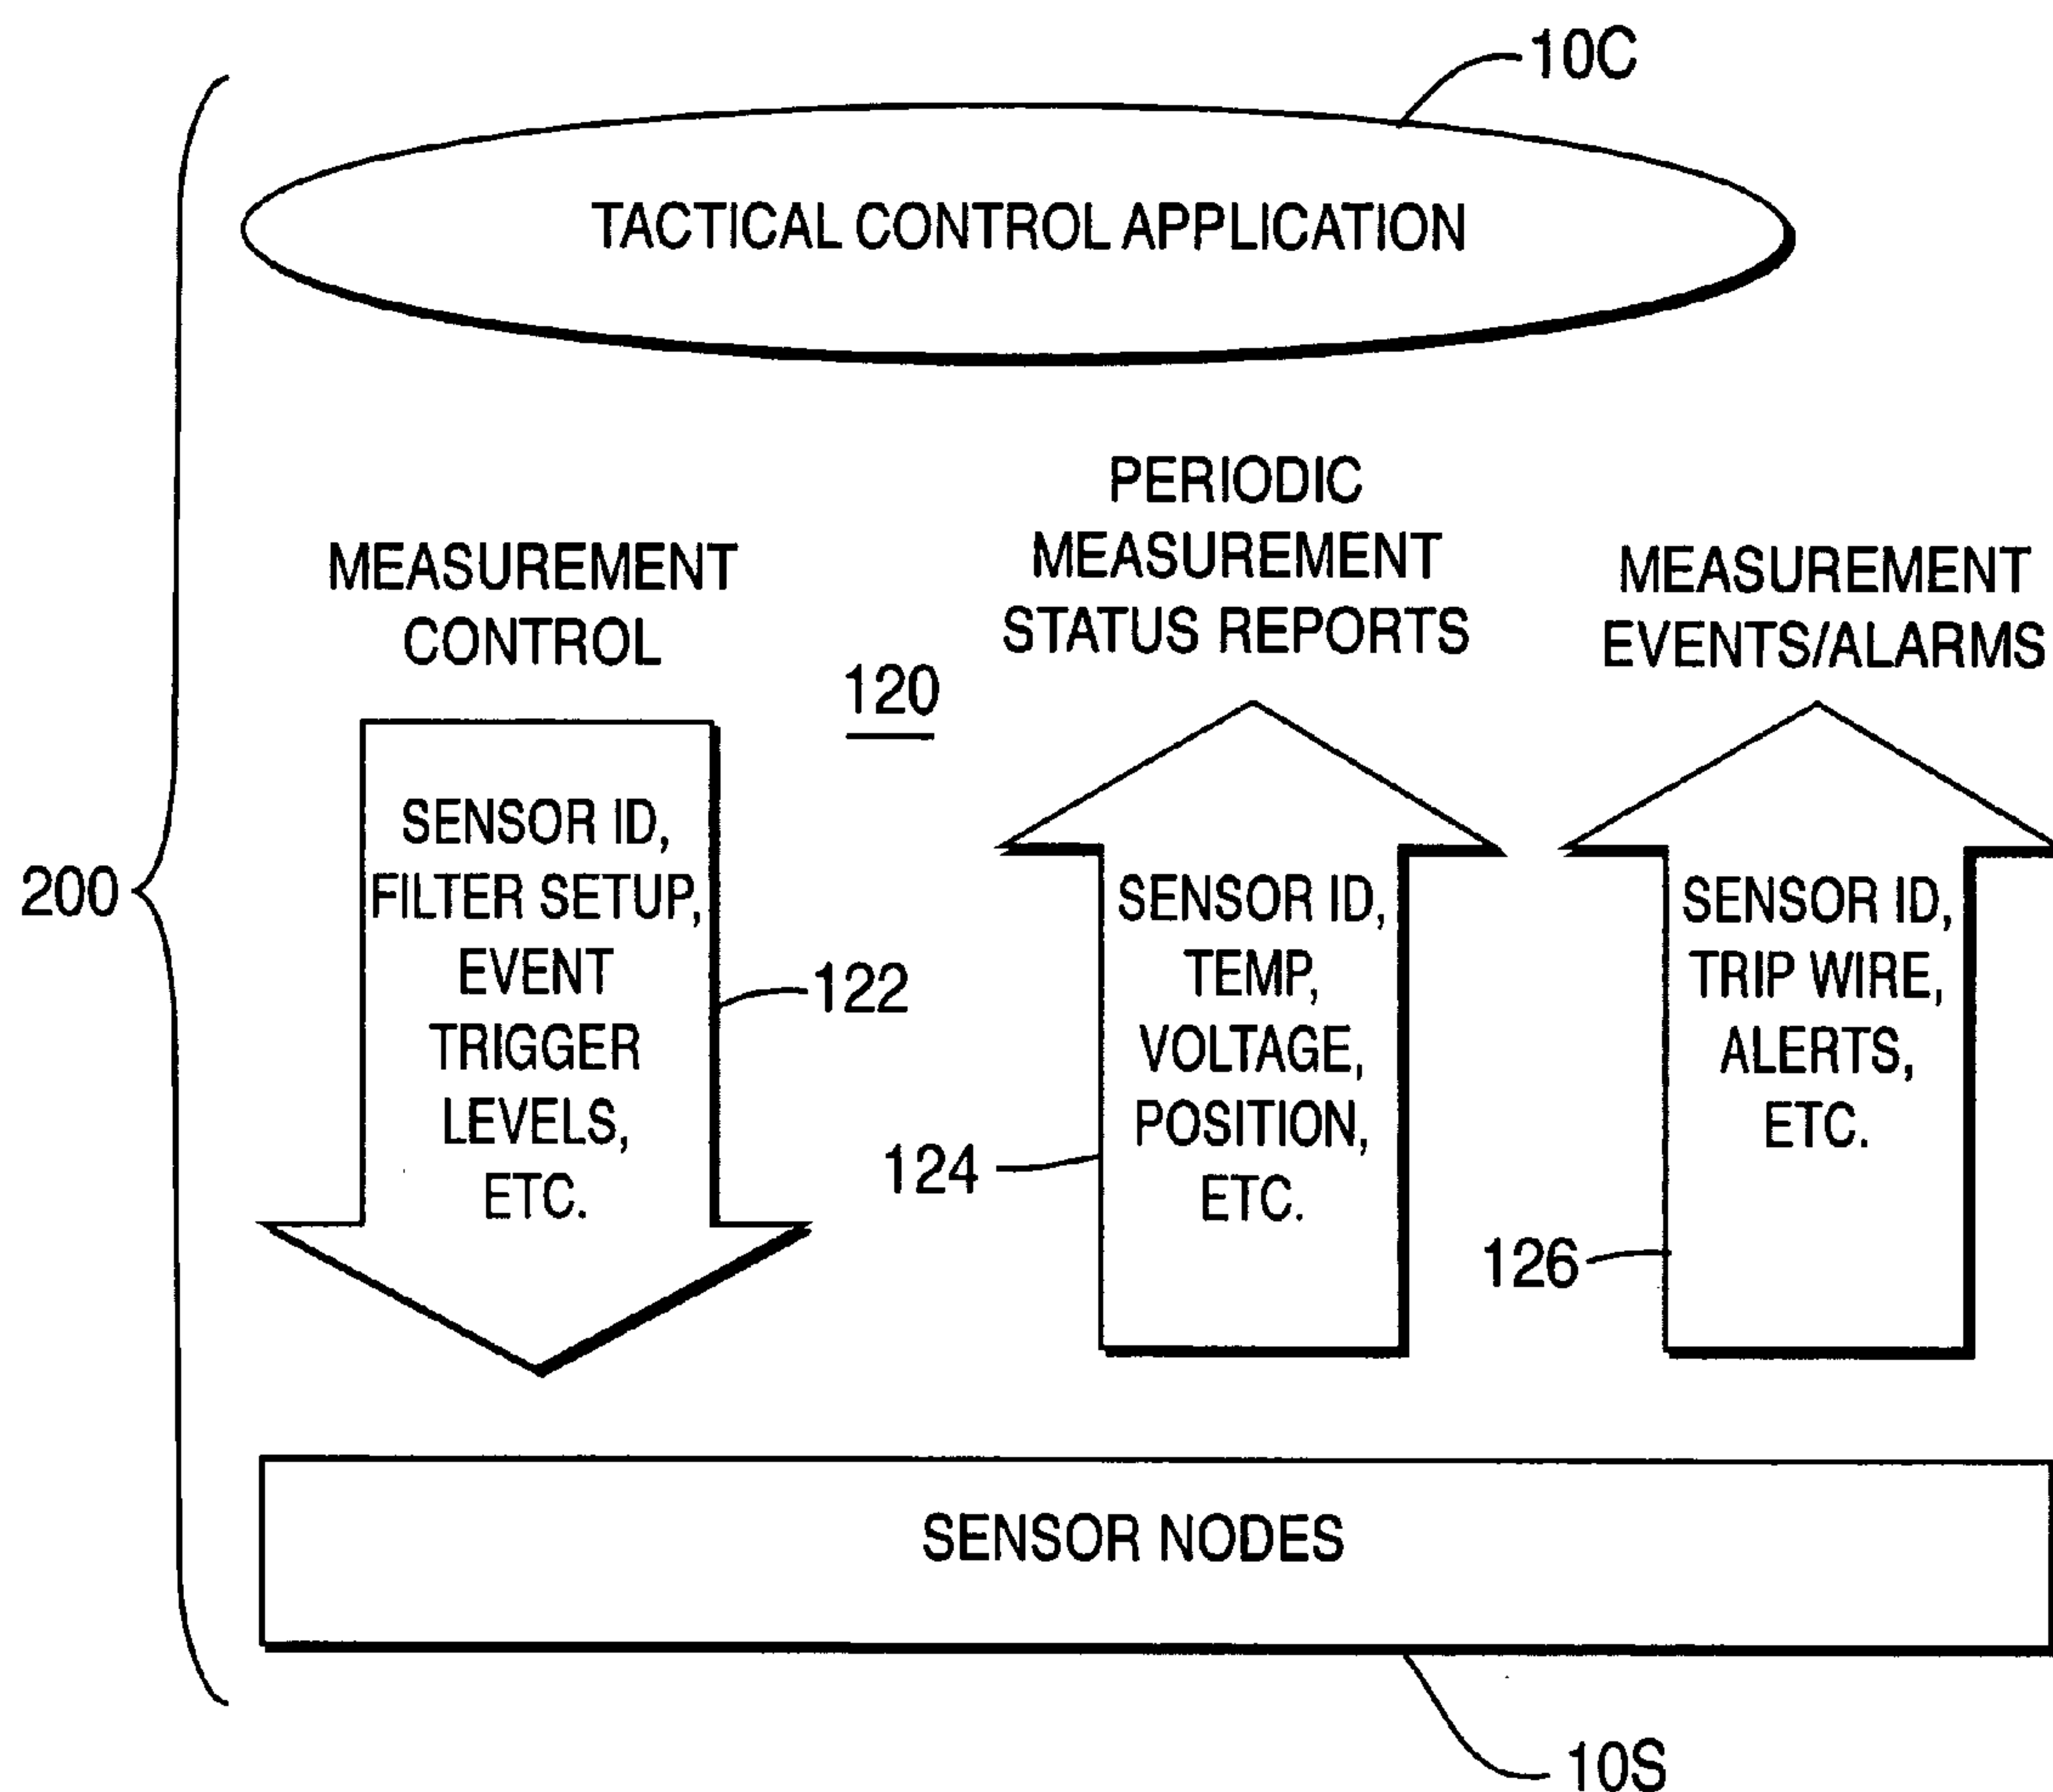 10C
TACTICAL CONTROL APPLICATION
MEASUREMENT
CONTROL
PERIODIC
MEASUREMENT
STATUS REPORTS
MEASUREMENT
EVENTS/ALARMS
120
200
SENSOR ID,
FILTER SETUP,
EVENT
TRIGGER
LEVELS,
ETC.
122
SENSOR ID,
TEMP,
VOLTAGE,
POSITION,
ETC.
124
SENSOR ID,
TRIP WIRE,
ALERTS,
ETC.
126
SENSOR NODES
10S